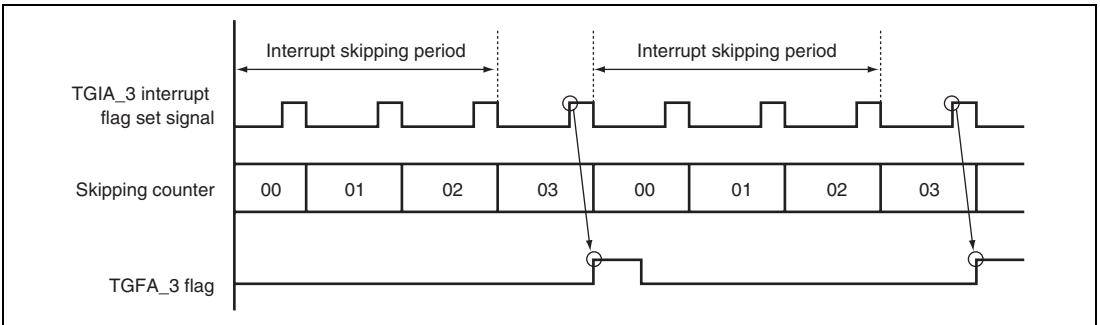 Interrupt skipping period Interrupt skipping period
TGIA_3 interrupt
flag set signal
Skipping counter 00 01 02 03 00 01 02 03
TGFA_3 flag